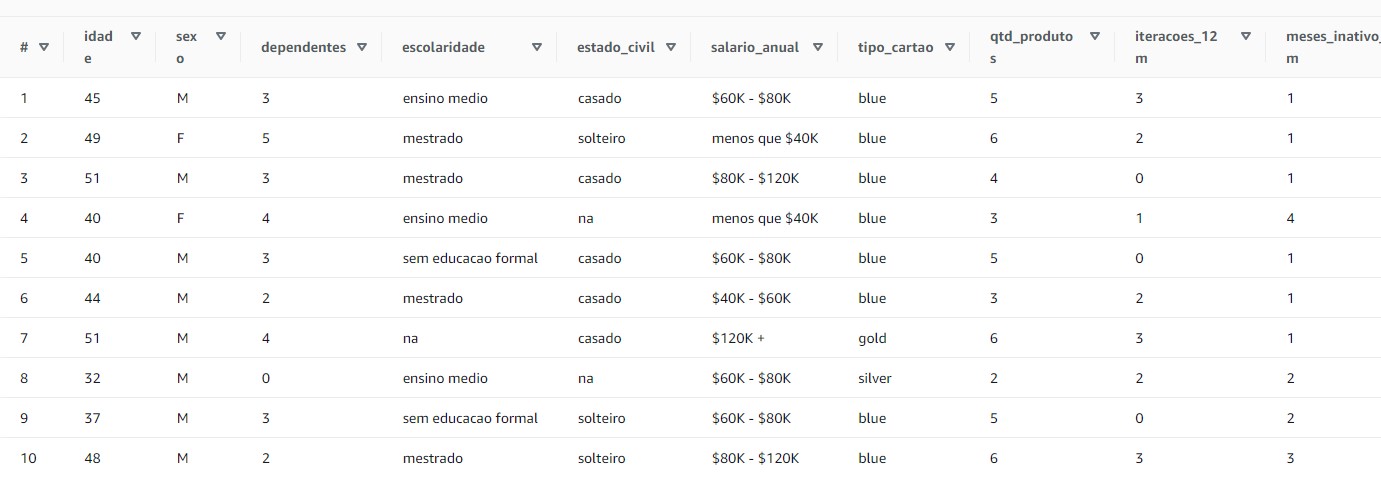 # idade sexo dependentes escolaridade estado_civil salario_anual tipo_cartao qtd_produtos iteracoes_12m meses_inativo_m
1 45 M 3 ensino medio casado $60K - $80K blue 5 3 1
2 49 F 5 mestrado solteiro menos que $40K blue 6 2 1
3 51 M 3 mestrado casado $80K - $120K blue 4 0 1
4 40 F 4 ensino medio na menos que $40K blue 3 1 4
5 40 M 3 sem educacao formal casado $60K - $80K blue 5 0 1
6 44 M 2 mestrado casado $40K - $60K blue 3 2 1
7 51 M 4 na casado $120K + gold 6 3 1
8 32 M 0 ensino medio na $60K - $80K silver 2 2 2
9 37 M 3 sem educacao formal solteiro $60K - $80K blue 5 0 2
10 48 M 2 mestrado solteiro $80K - $120K blue 6 3 3